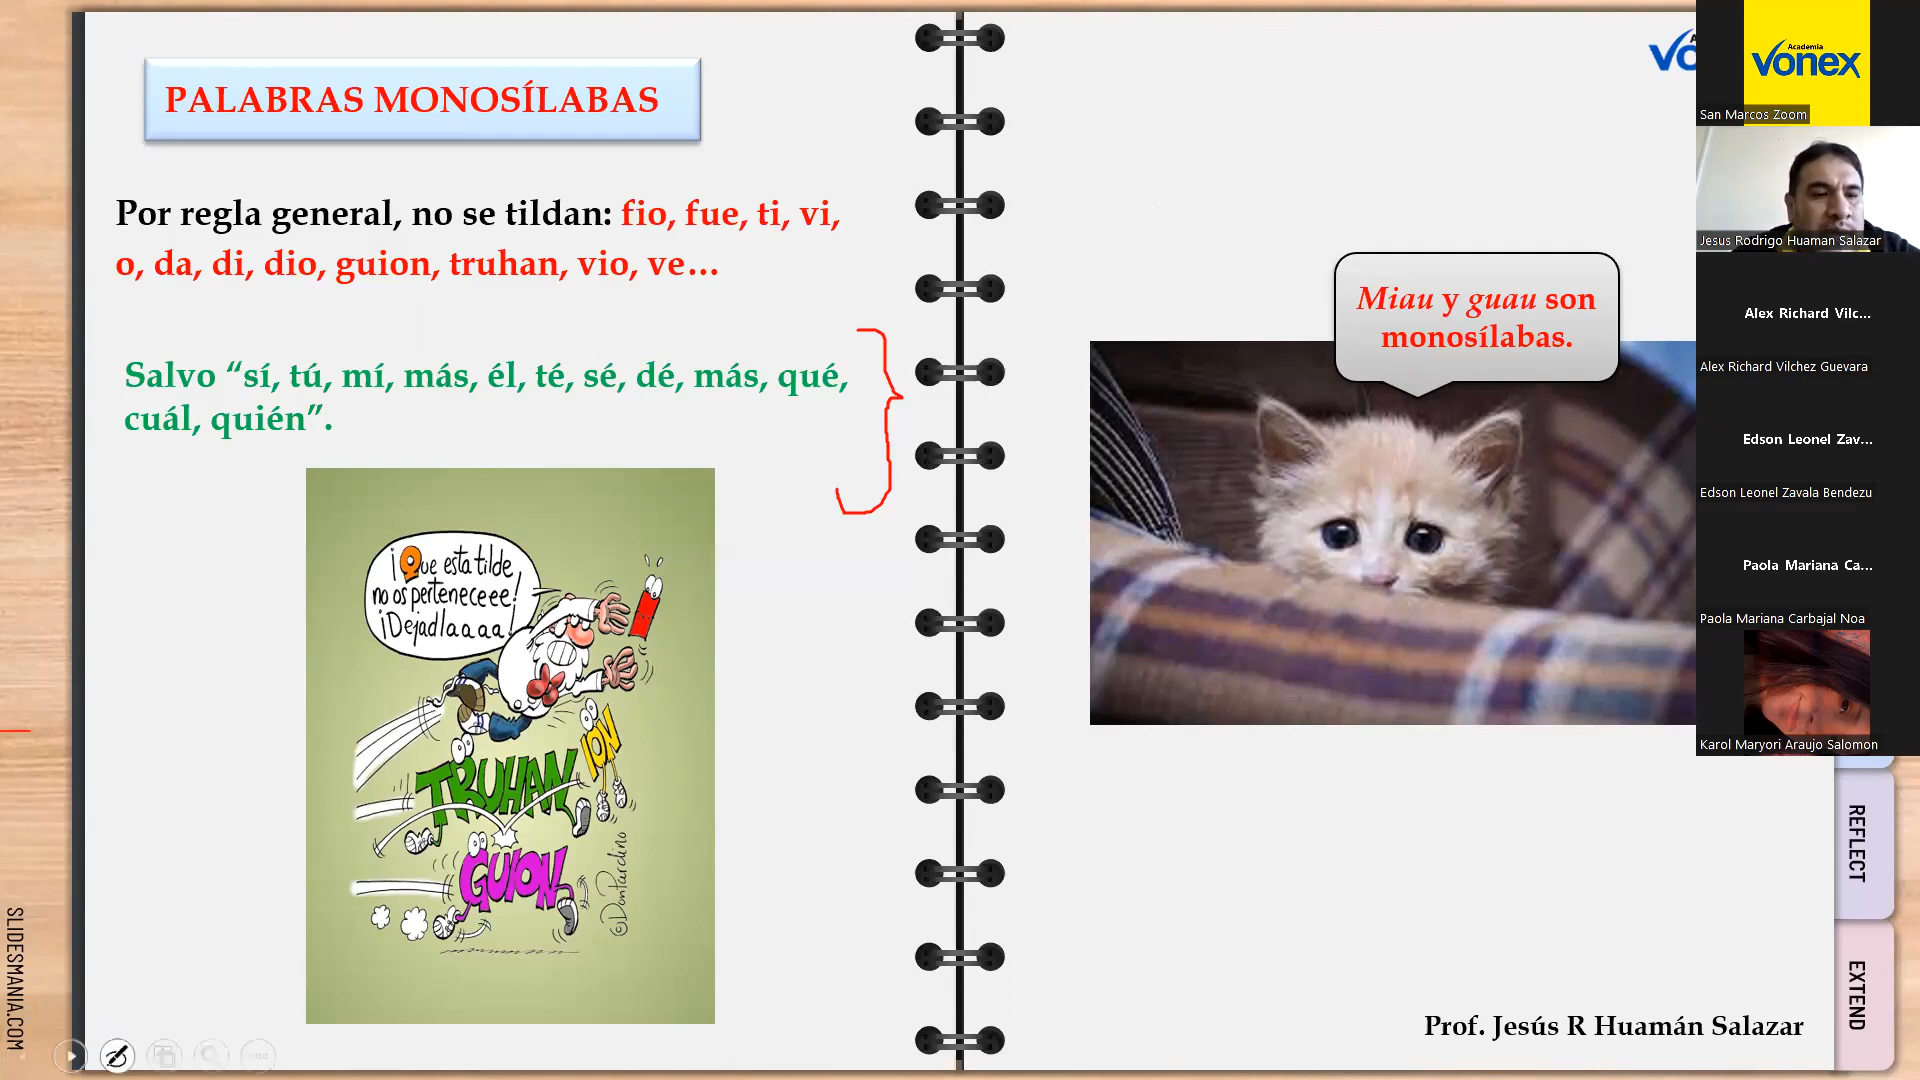 PALABRAS MONOSÍLABAS
Por regla general, no se tildan: fio, fue, ti, vi,
o, da, di, dio, guion, truhan, vio, ve...
Salvo “sí, tú, mí, más, él, té, sé, dé, más, qué,
cuál, quién”.
¡Que esta tilde
no os perteneceee!
¡Dejadlaaaa!
ION
TRUHAN
GUION
©DonPardino
Miau y guau son
monosílabas.
Prof. Jesús R Huamán Salazar
REFLECT
EXTEND
SLIDESMANIA.COM
VO
Academia
Vonex
San Marcos Zoom
Jesus Rodrigo Huaman Salazar
Alex Richard Vilc...
Alex Richard Vilchez Guevara
Edson Leonel Zav...
Edson Leonel Zavala Bendezu
Paola Mariana Ca...
Paola Mariana Carbajal Noa
Karol Maryori Araujo Salomon